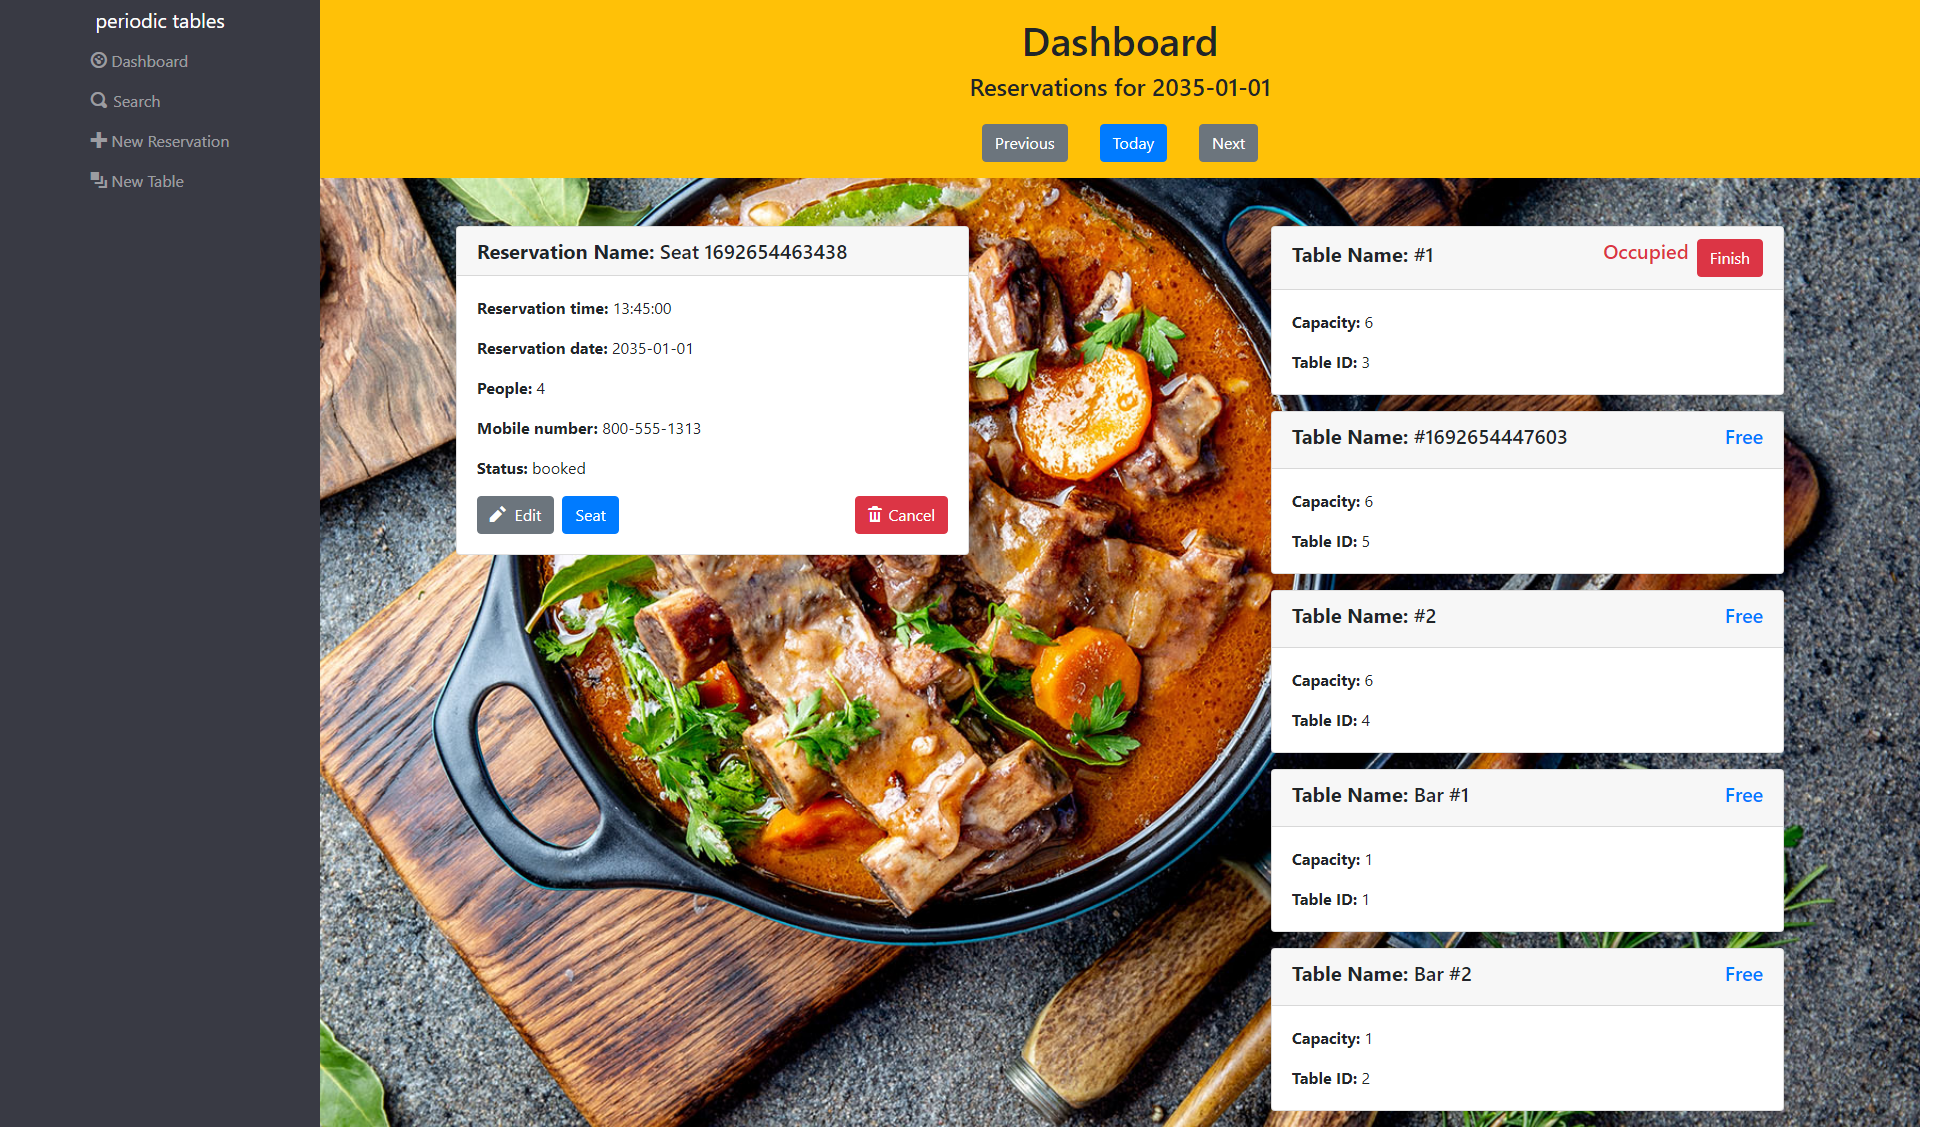 periodic tables
Dashboard
Search
New Reservation
New Table
Dashboard
Reservations for 2035-01-01
Previous
Today
Next
Reservation Name: Seat 1692654463438
Reservation time: 13:45:00
Reservation date: 2035-01-01
People: 4
Mobile number: 800-555-1313
Status: booked
Edit
Seat
Cancel
Table Name: #1
Occupied
Finish
Capacity: 6
Table ID: 3
Table Name: #1692654447603
Free
Capacity: 6
Table ID: 5
Table Name: #2
Free
Capacity: 6
Table ID: 4
Table Name: Bar #1
Free
Capacity: 1
Table ID: 1
Table Name: Bar #2
Free
Capacity: 1
Table ID: 2